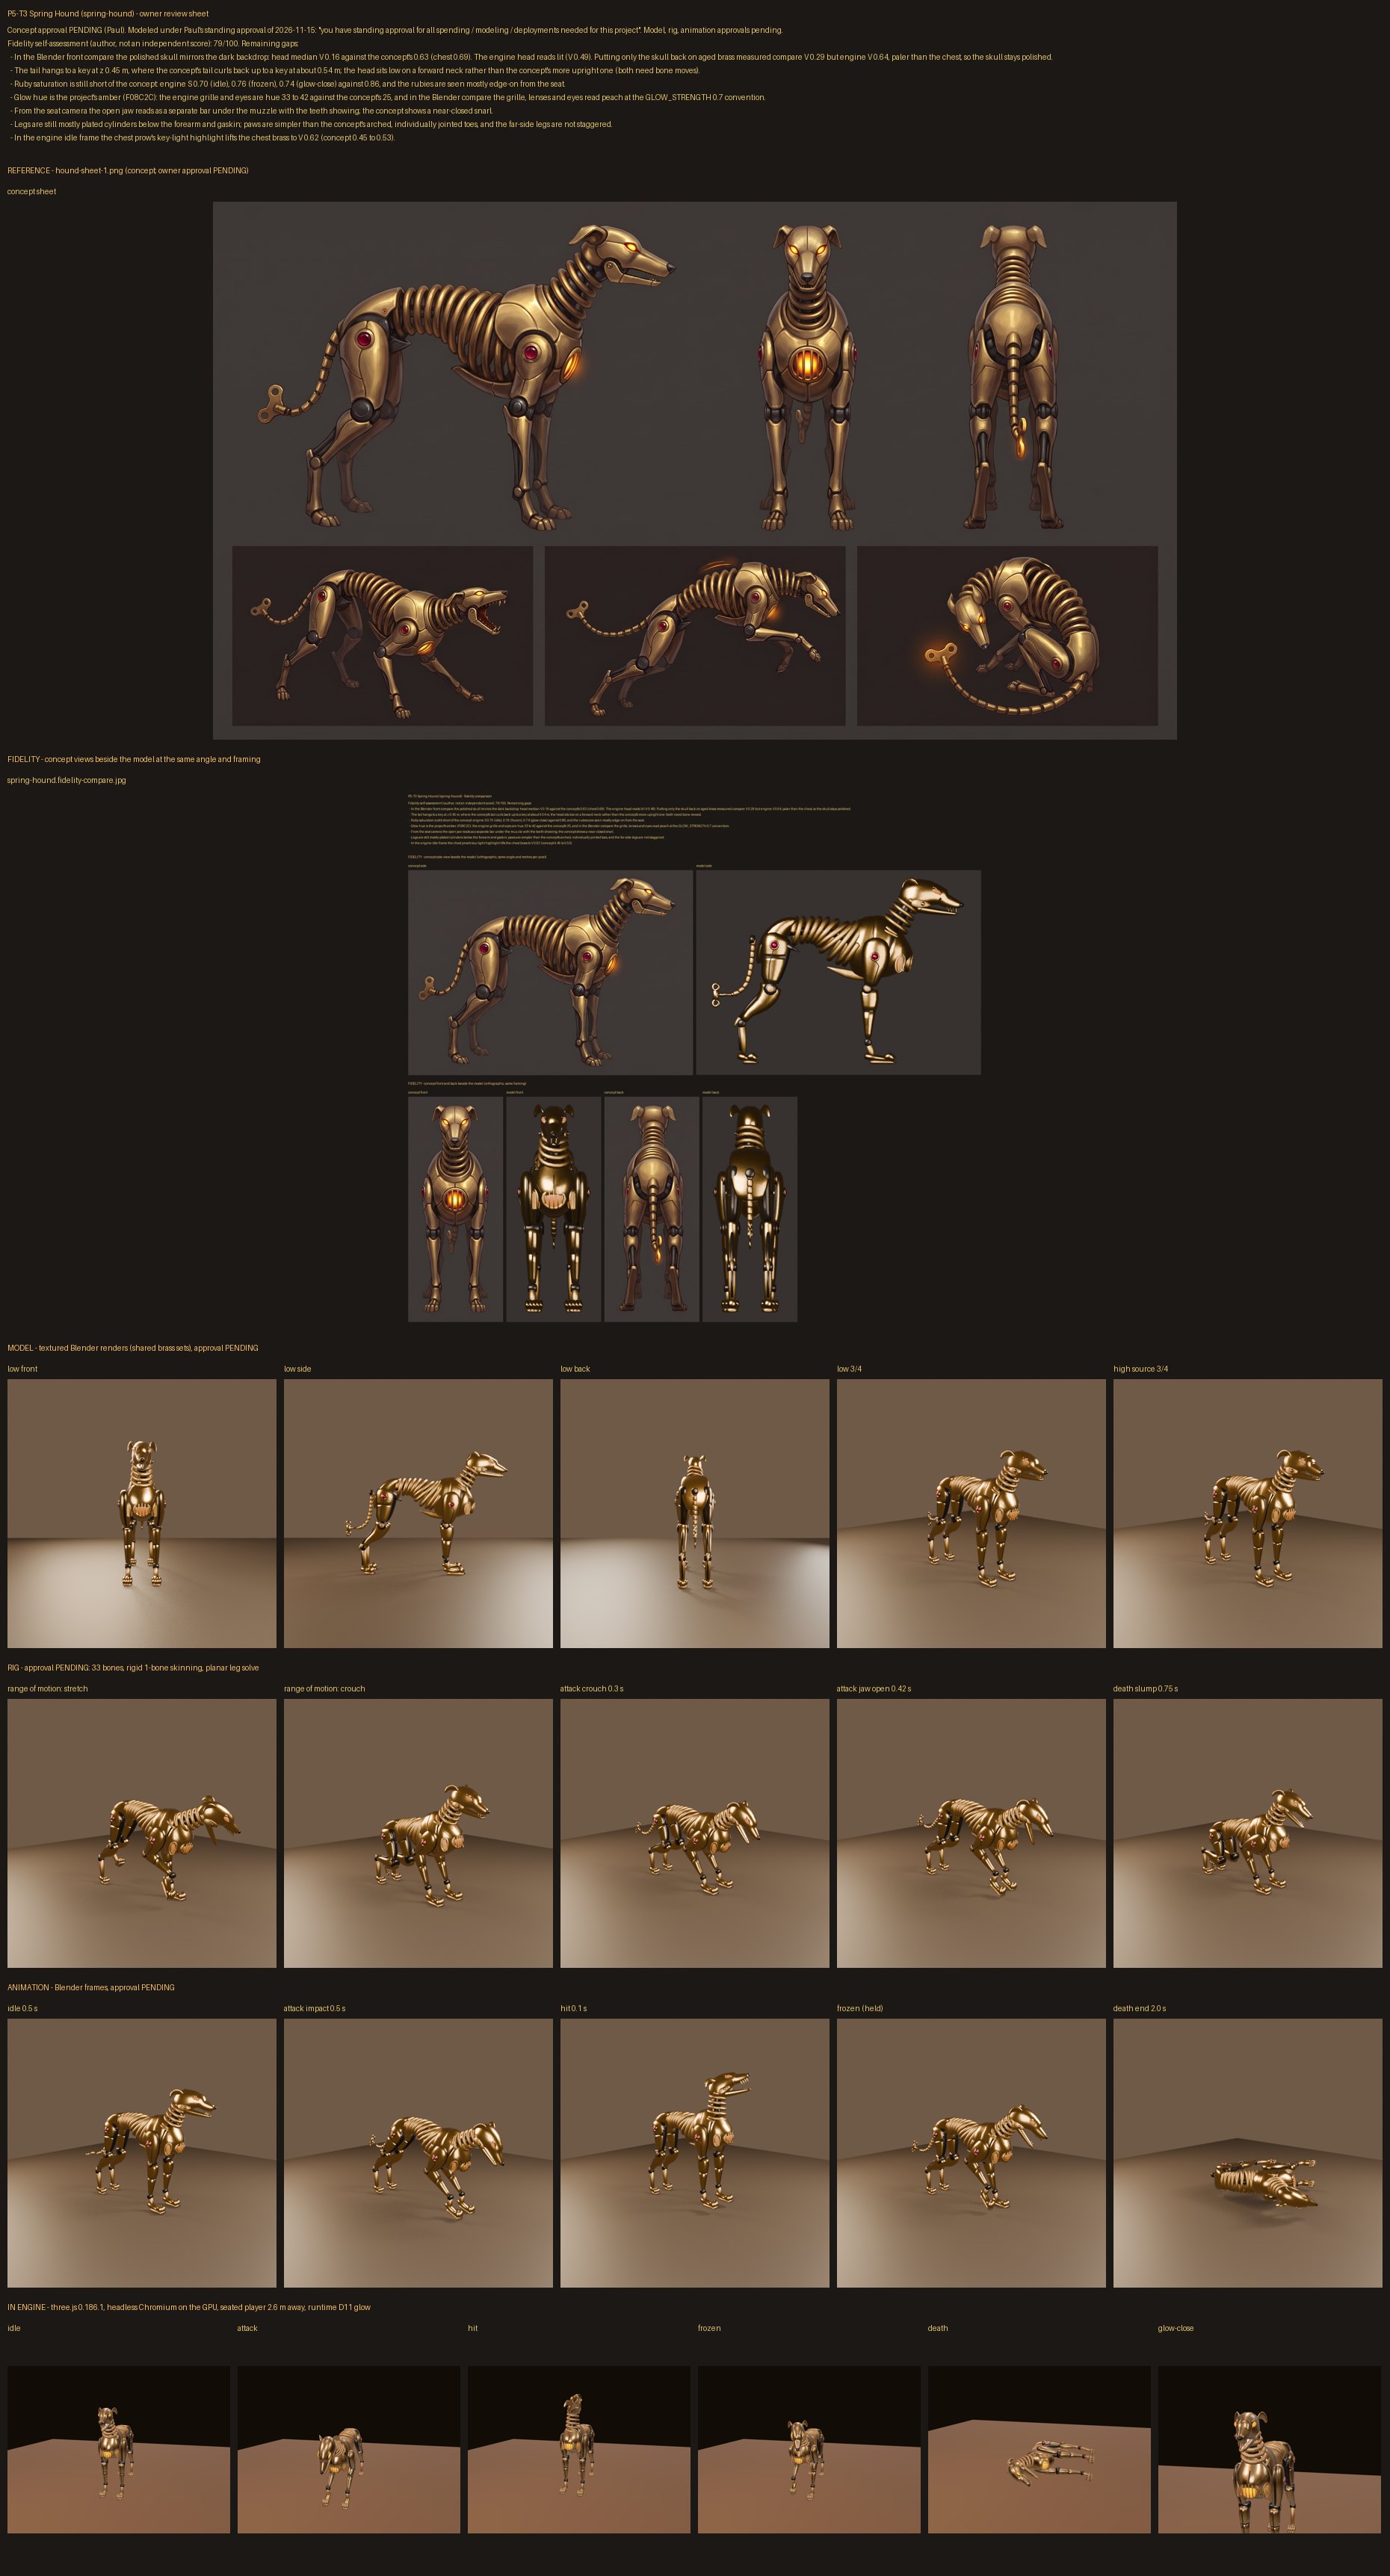 P5-T3 Spring Hound (spring-hound) - owner review sheet
Concept approval PENDING (Paul). Modeled under Paul's standing approval of 2026-11-15: "you have standing approval for all spending / modeling / deployments needed for this project". Model, rig, animation approvals pending.
Fidelity self-assessment (author, not an independent score): 79/100. Remaining gaps:
- In the Blender front compare the polished skull mirrors the dark backdrop: head median V 0.16 against the concept's 0.63 (chest 0.69). The engine head reads lit (V 0.49). Putting only the skull back on aged brass measured compare V 0.29 but engine V 0.64, paler than the chest, so the skull stays polished.
- The tail hangs to a key at z 0.45 m, where the concept's tail curls back up to a key at about 0.54 m; the head sits low on a forward neck rather than the concept's more upright one (both need bone moves).
- Ruby saturation is still short of the concept: engine S 0.70 (idle), 0.76 (frozen), 0.74 (glow-close) against 0.86, and the rubies are seen mostly edge-on from the seat.
- Glow hue is the project's amber (F08C2C): the engine grille and eyes are hue 33 to 42 against the concept's 25, and in the Blender compare the grille, lenses and eyes read peach at the GLOW_STRENGTH 0.7 convention.
- From the seat camera the open jaw reads as a separate bar under the muzzle with the teeth showing; the concept shows a near-closed snarl.
- Legs are still mostly plated cylinders below the forearm and gaskin; paws are simpler than the concept's arched, individually jointed toes, and the far-side legs are not staggered.
- In the engine idle frame the chest prow's key-light highlight lifts the chest brass to V 0.62 (concept 0.45 to 0.53).
REFERENCE - hound-sheet-1.png (concept; owner approval PENDING)
concept sheet
FIDELITY - concept views beside the model at the same angle and framing
spring-hound.fidelity-compare.jpg
MODEL - textured Blender renders (shared brass sets), approval PENDING
low front
low side
low back
low 3/4
high source 3/4
RIG - approval PENDING: 33 bones, rigid 1-bone skinning, planar leg solve
range of motion: stretch
range of motion: crouch
attack crouch 0.3 s
attack jaw open 0.42 s
death slump 0.75 s
ANIMATION - Blender frames, approval PENDING
idle 0.5 s
attack impact 0.5 s
hit 0.1 s
frozen (held)
death end 2.0 s
IN ENGINE - three.js 0.186.1, headless Chromium on the GPU, seated player 2.6 m away, runtime D11 glow
idle
attack
hit
frozen
death
glow-close